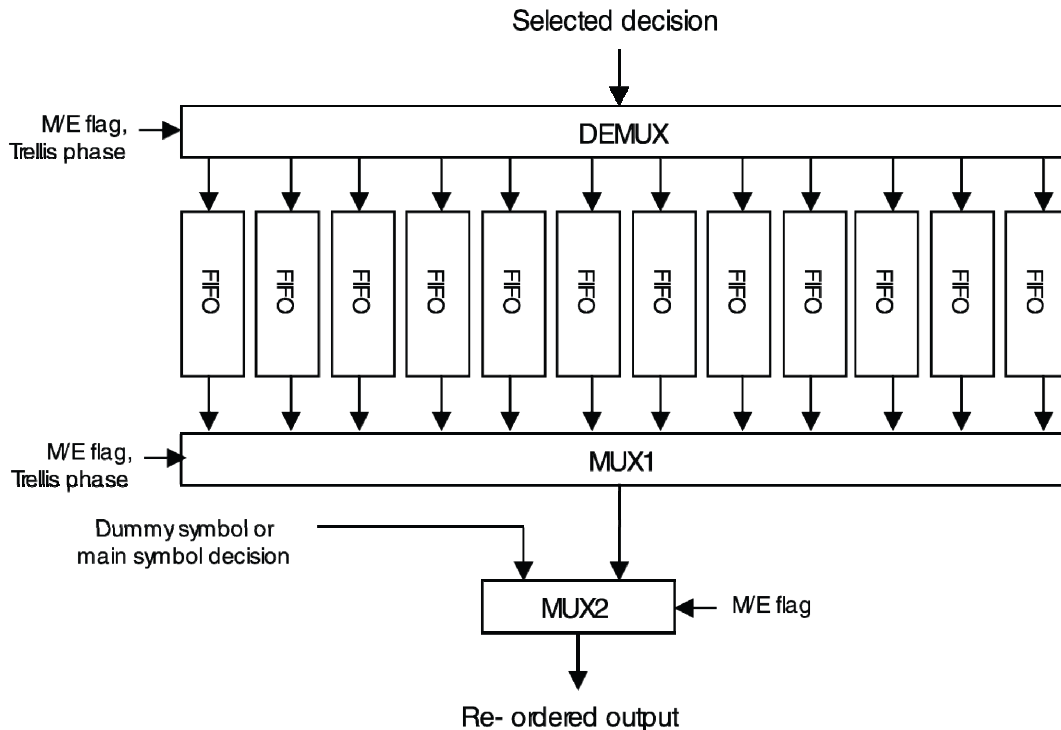 Selected decision
M/E flag,
Trellis phase
DEMUX
FIFO
FIFO
FIFO
FIFO
FIFO
FIFO
FIFO
FIFO
FIFO
FIFO
FIFO
FIFO
M/E flag,
Trellis phase
MUX1
Dummy symbol or
main symbol decision
MUX2
M/E flag
Re- ordered output